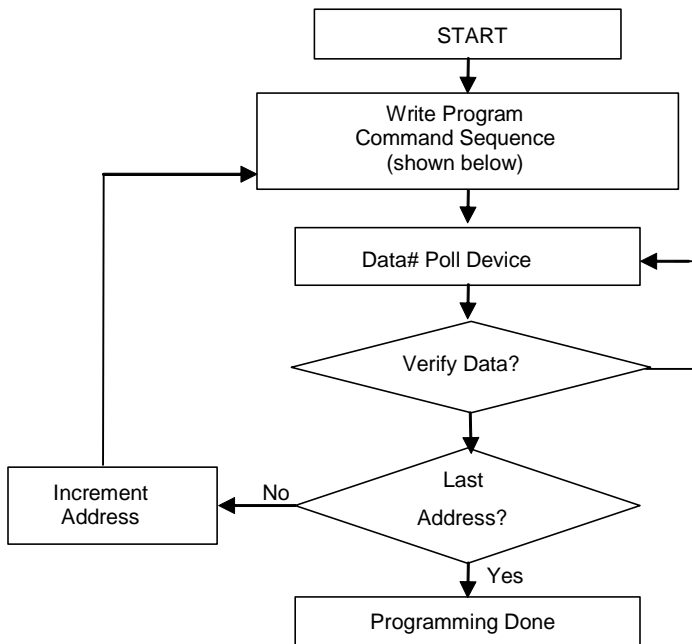 START
Write Program
Command Sequence
(shown below)
Data# Poll Device
Verify Data?
Last
Address?
No
Increment
Address
Yes
Programming Done